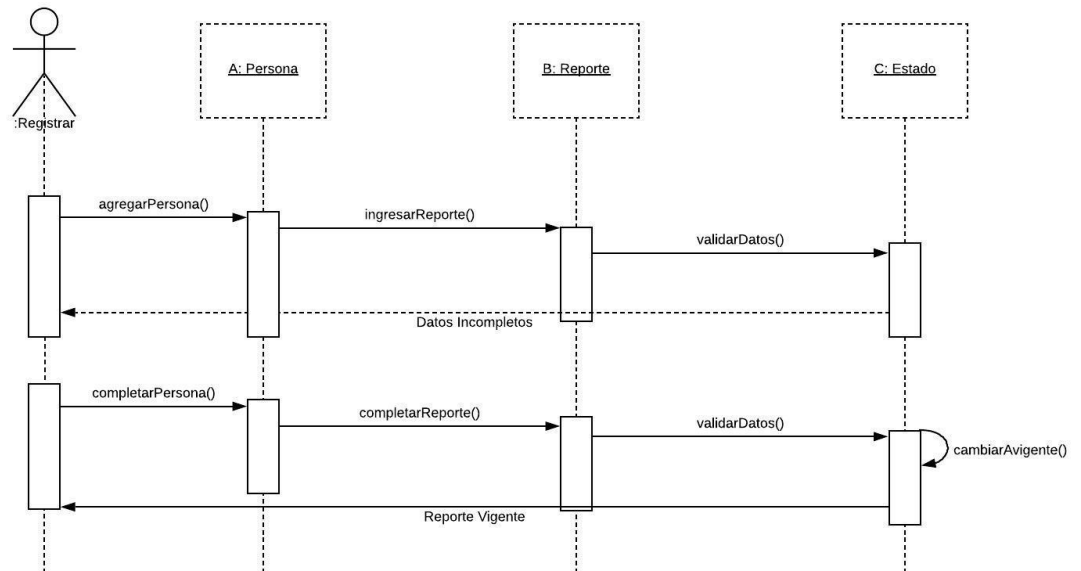 A: Persona
B: Reporte
C: Estado
:Registrar
agregarPersona()
ingresarReporte()
validarDatos()
Datos Incompletos
completarPersona()
completarReporte()
validarDatos()
cambiarAvigente()
Reporte Vigente